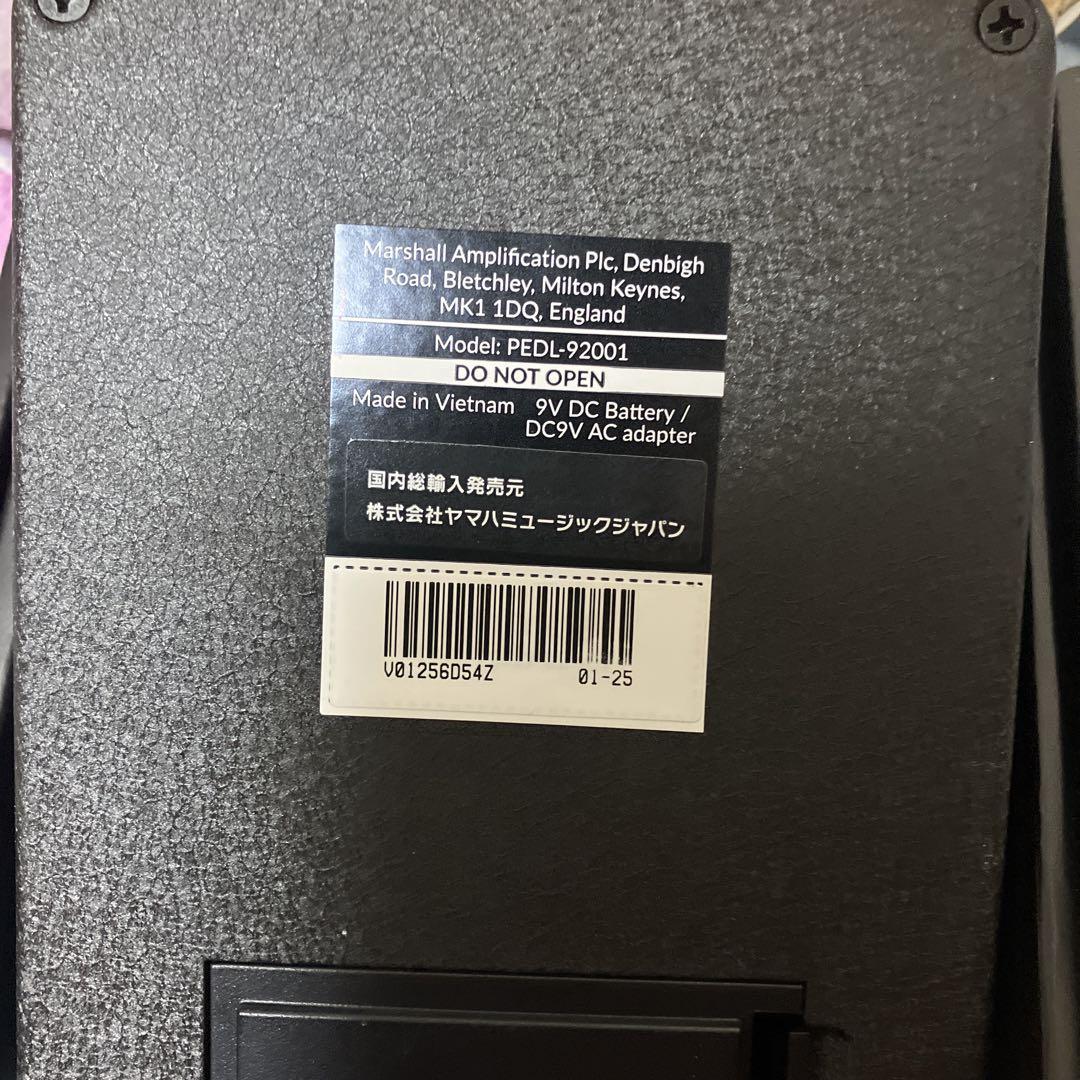 Marshall Amplification Plc, Denbigh
Road, Bletchley, Milton Keynes,
MK1 1DQ, England
Model: PEDL-92001
DO NOT OPEN
Made in Vietnam 9V DC Battery /
DC9V AC adapter
国内総輸入発売元
株式会社ヤマハミュージックジャパン
V01256D54Z 01-25